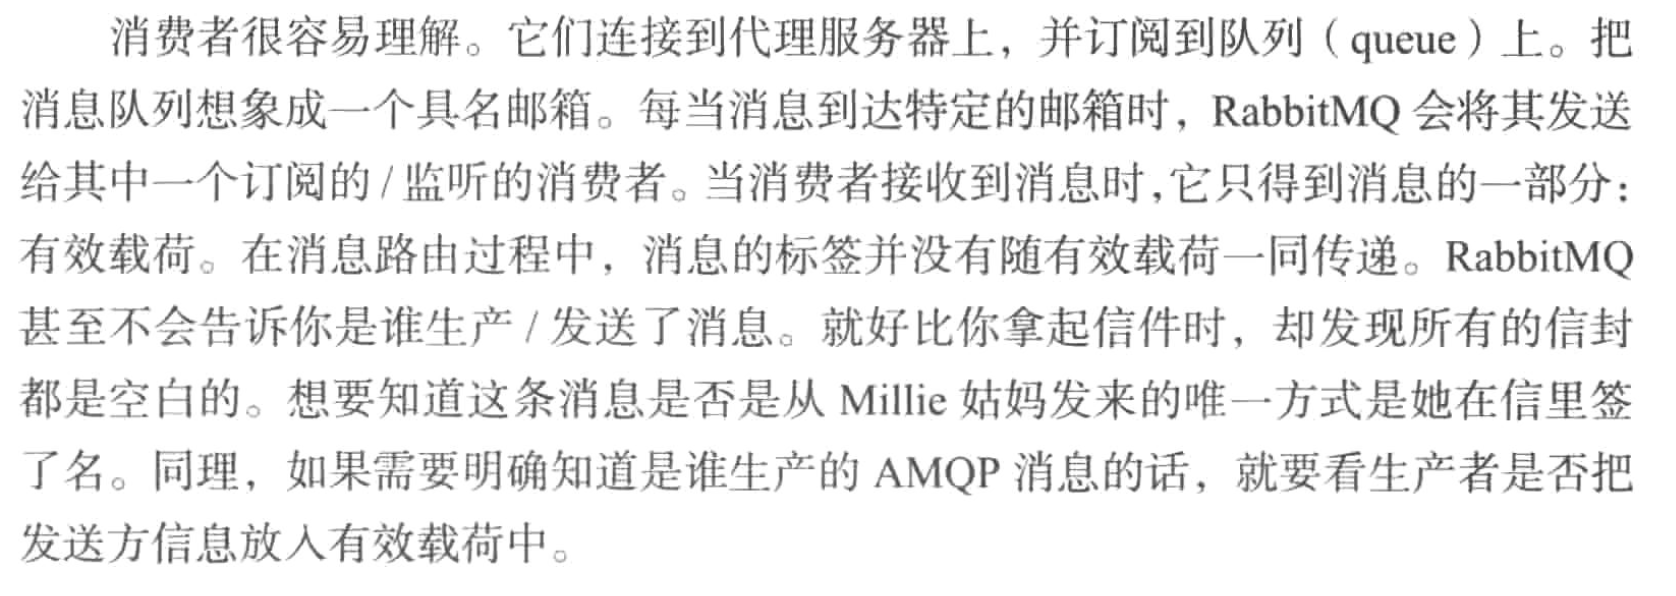 消费者很容易理解。它们连接到代理服务器上，并订阅到队列（queue）上。把
消息队列想象成一个具名邮箱。每当消息到达特定的邮箱时，RabbitMQ 会将其发送
给其中一个订阅的 / 监听的消费者。当消费者接收到消息时，它只得到消息的一部分：
有效载荷。在消息路由过程中，消息的标签并没有随有效载荷一同传递。RabbitMQ
甚至不会告诉你是谁生产 / 发送了消息。就好比你拿起信件时，却发现所有的信封
都是空白的。想要知道这条消息是否是从 Millie 姑妈发来的唯一方式是她在信里签
了名。同理，如果需要明确知道是谁生产的 AMQP 消息的话，就要看生产者是否把
发送方信息放入有效载荷中。